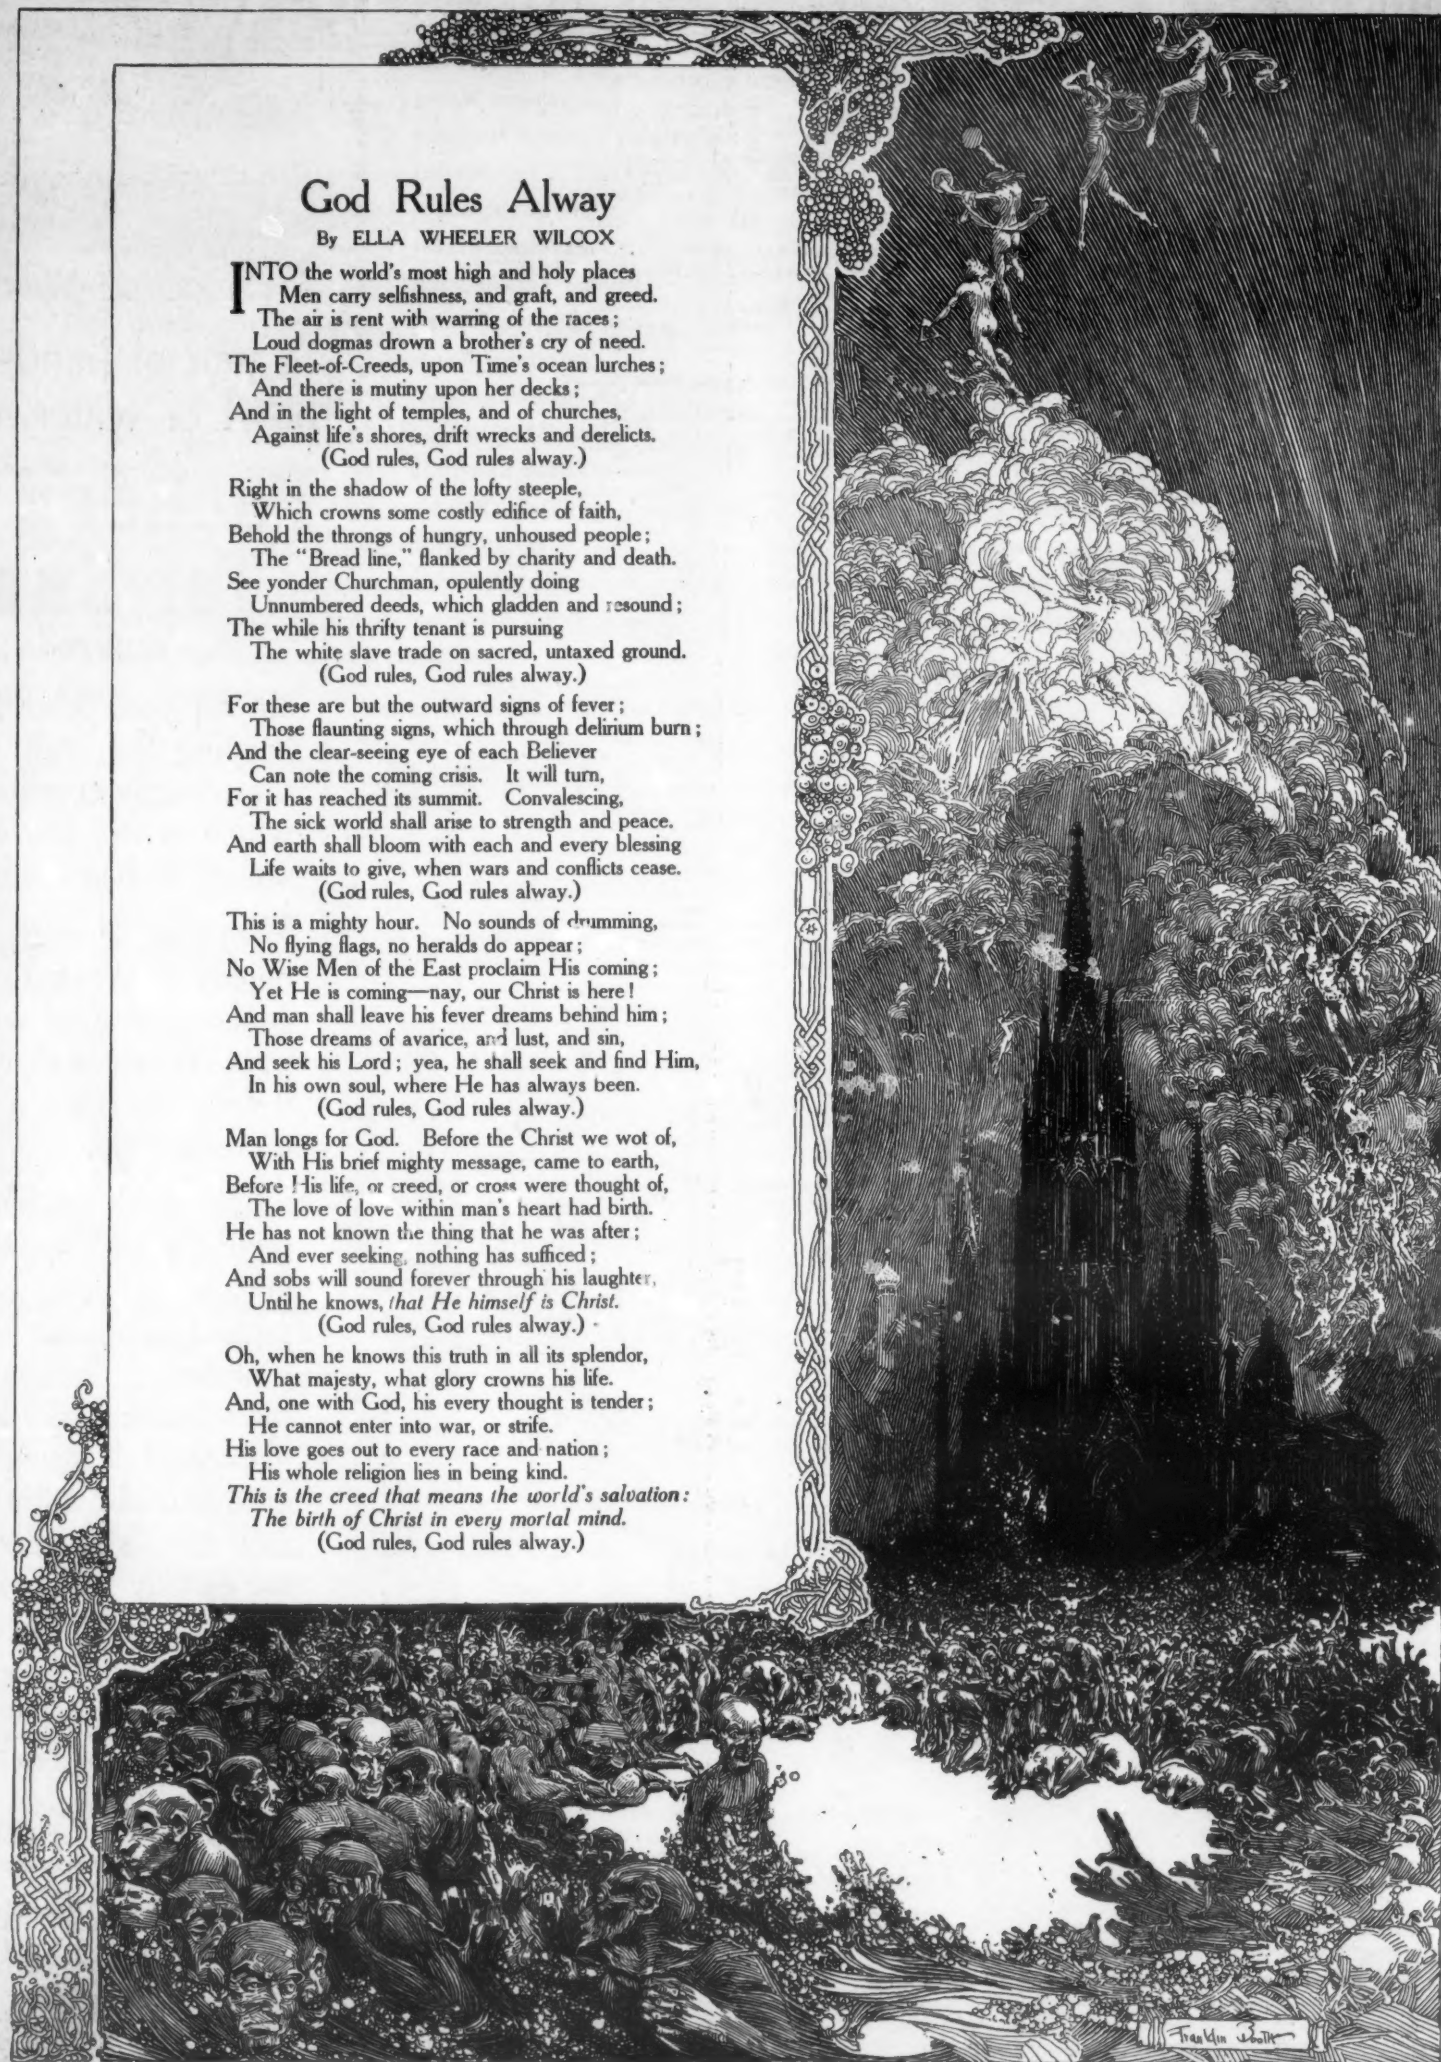 God Rules Alway
By ELLA WHEELER WILCOX
INTO the world's most high and holy places
Men carry selfishness, and graft, and greed.
The air is rent with warring of the races;
Loud dogmas drown a brother's cry of need.
The Fleet-of-Creeds, upon Time's ocean lurches;
And there is mutiny upon her decks;
And in the light of temples, and of churches,
Against life's shores, drift wrecks and derelicts.
(God rules, God rules alway.)
Right in the shadow of the lofty steeple,
Which crowns some costly edifice of faith,
Behold the throngs of hungry, unhoused people;
The "Bread line," flanked by charity and death.
See yonder Churchman, opulently doing
Unnumbered deeds, which gladden and resound;
The while his thrifty tenant is pursuing
The white slave trade on sacred, untaxed ground.
(God rules, God rules alway.)
For these are but the outward signs of fever;
Those flaunting signs, which through delirium burn;
And the clear-seeing eye of each Believer
Can note the coming crisis. It will turn,
For it has reached its summit. Convalescing,
The sick world shall arise to strength and peace.
And earth shall bloom with each and every blessing
Life waits to give, when wars and conflicts cease.
(God rules, God rules alway.)
This is a mighty hour. No sounds of drumming,
No flying flags, no heralds do appear;
No Wise Men of the East proclaim His coming;
Yet He is coming—nay, our Christ is here!
And man shall leave his fever dreams behind him;
Those dreams of avarice, and lust, and sin,
And seek his Lord; yea, he shall seek and find Him,
In his own soul, where He has always been.
(God rules, God rules alway.)
Man longs for God. Before the Christ we wot of,
With His brief mighty message, came to earth,
Before His life, or creed, or cross were thought of,
The love of love within man's heart had birth.
He has not known the thing that he was after;
And ever seeking, nothing has sufficed;
And sobs will sound forever through his laughter,
Until he knows, that He himself is Christ.
(God rules, God rules alway.)
Oh, when he knows this truth in all its splendor,
What majesty, what glory crowns his life.
And, one with God, his every thought is tender;
He cannot enter into war, or strife.
His love goes out to every race and nation;
His whole religion lies in being kind.
This is the creed that means the world's salvation:
The birth of Christ in every mortal mind.
(God rules, God rules alway.)
Franklin Booth